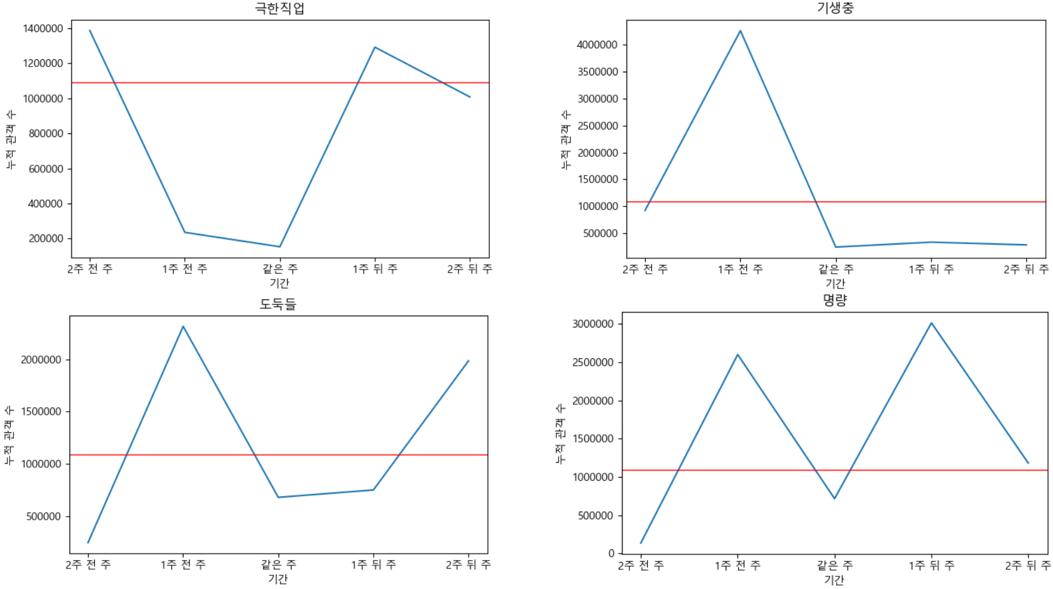 극한직업
누적 관객 수
1400000
1200000
1000000
800000
600000
400000
200000
2주 전 주 1주 전 주 같은 주 1주 뒤 주 2주 뒤 주
기간
기생충
누적 관객 수
4000000
3500000
3000000
2500000
2000000
1500000
1000000
500000
2주 전 주 1주 전 주 같은 주 1주 뒤 주 2주 뒤 주
기간
도둑들
누적 관객 수
2000000
1500000
1000000
500000
2주 전 주 1주 전 주 같은 주 1주 뒤 주 2주 뒤 주
기간
명량
누적 관객 수
3000000
2500000
2000000
1500000
1000000
500000
0
2주 전 주 1주 전 주 같은 주 1주 뒤 주 2주 뒤 주
기간